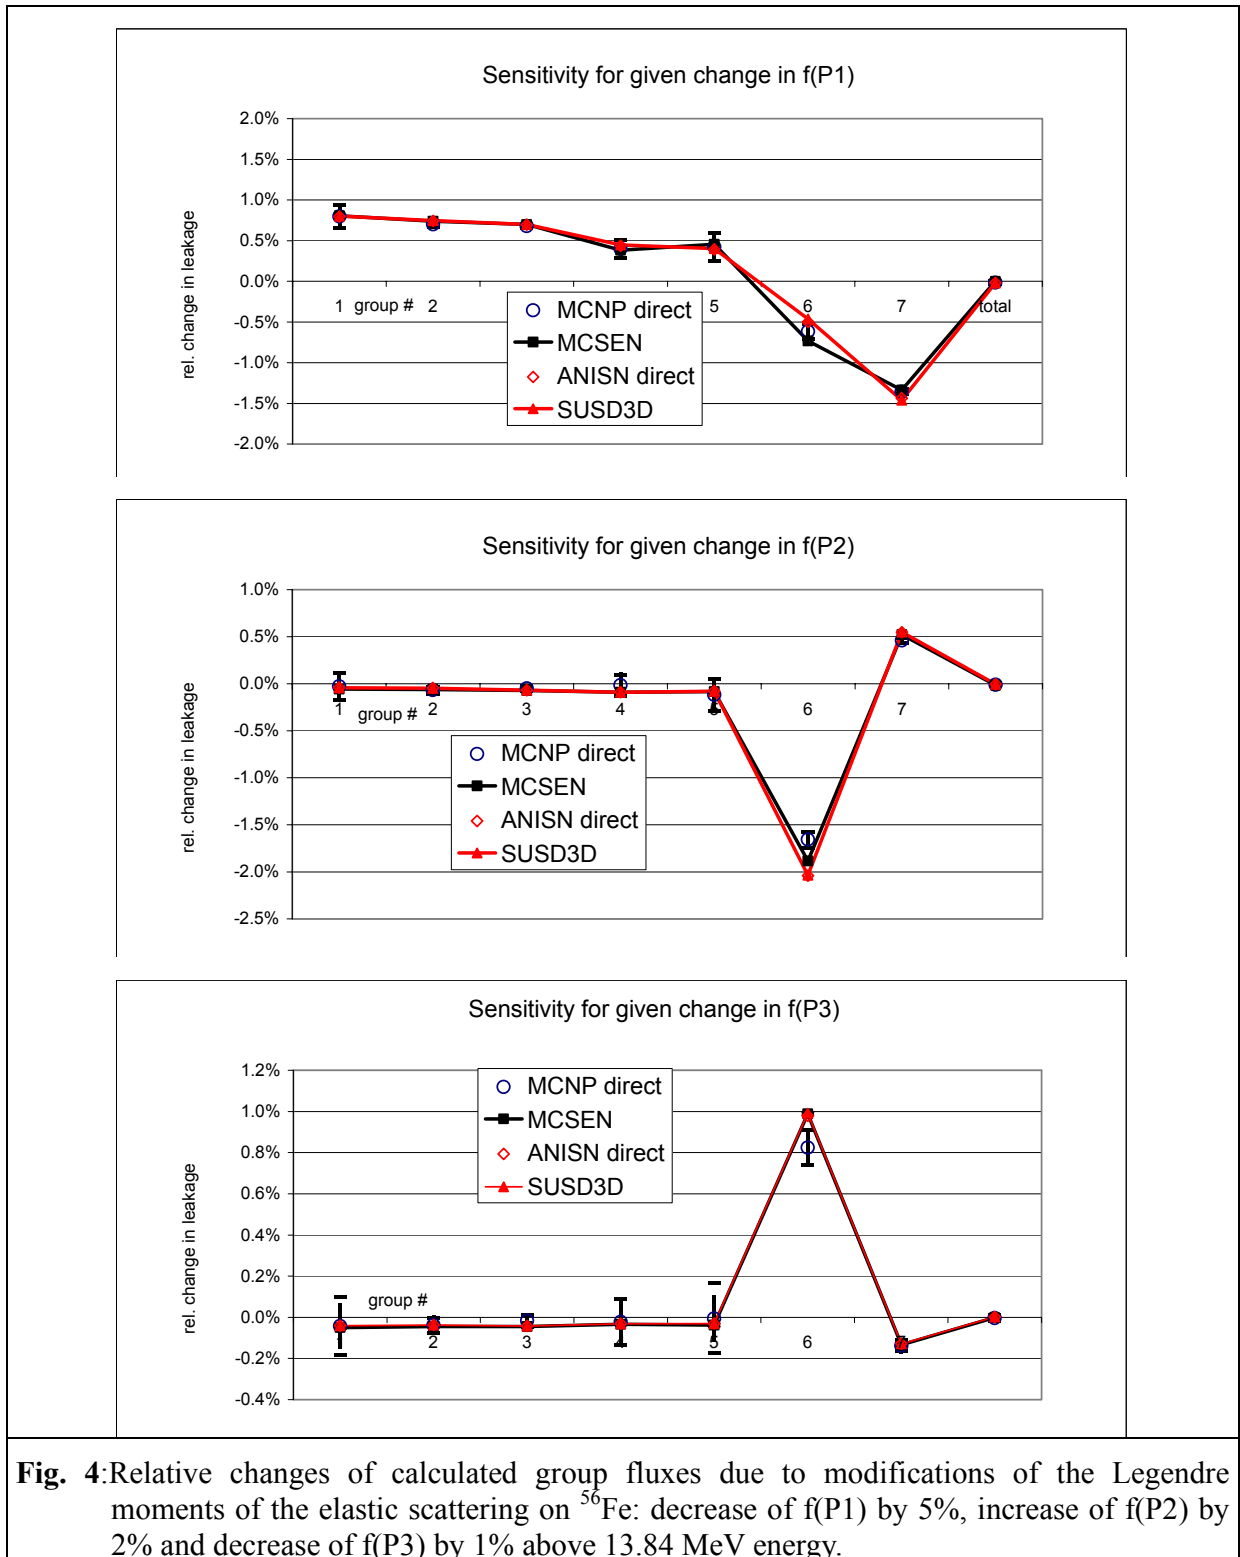 Sensitivity for given change in f(P1)
rel. change in leakage
2.0%
1.5%
1.0%
0.5%
0.0%
-0.5%
-1.0%
-1.5%
-2.0%
1 group # 2 5 6 7 total
MCNP direct
MCSEN
ANISN direct
SUSD3D
Sensitivity for given change in f(P2)
rel. change in leakage
1.0%
0.5%
0.0%
-0.5%
-1.0%
-1.5%
-2.0%
-2.5%
1 2 3 4 5 6 7
group #
MCNP direct
MCSEN
ANISN direct
SUSD3D
Sensitivity for given change in f(P3)
rel. change in leakage
1.2%
1.0%
0.8%
0.6%
0.4%
0.2%
0.0%
-0.2%
-0.4%
MCNP direct
MCSEN
ANISN direct
SUSD3D
group #
2 3 5 6
Fig. 4:Relative changes of calculated group fluxes due to modifications of the Legendre
moments of the elastic scattering on ⁵⁶Fe: decrease of f(P1) by 5%, increase of f(P2) by
2% and decrease of f(P3) by 1% above 13.84 MeV energy.